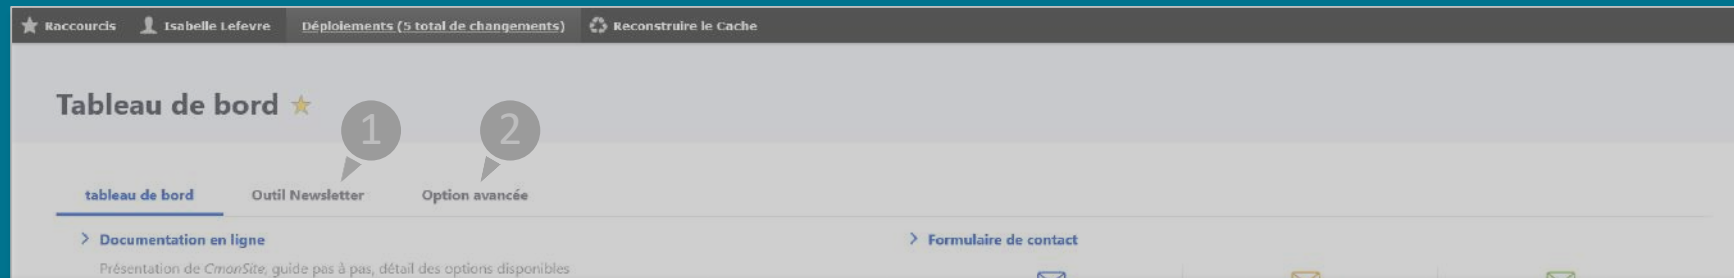 Raccourcis Isabelle Lefevre Déploiements (5 total de changements) Reconstruire le Cache
Tableau de bord
1 2
tableau de bord Outil Newsletter Option avancée
Documentation en ligne Formulaire de contact
Présentation de CmonSite, guide pas à pas, détail des options disponibles